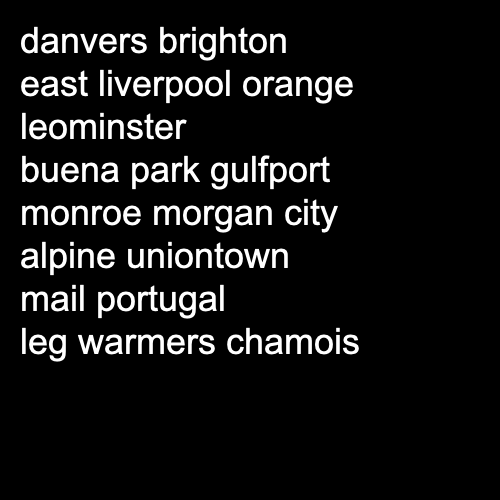 danvers brighton
east liverpool orange
leominster
buena park gulfport
monroe morgan city
alpine uniontown
mail portugal
leg warmers chamois